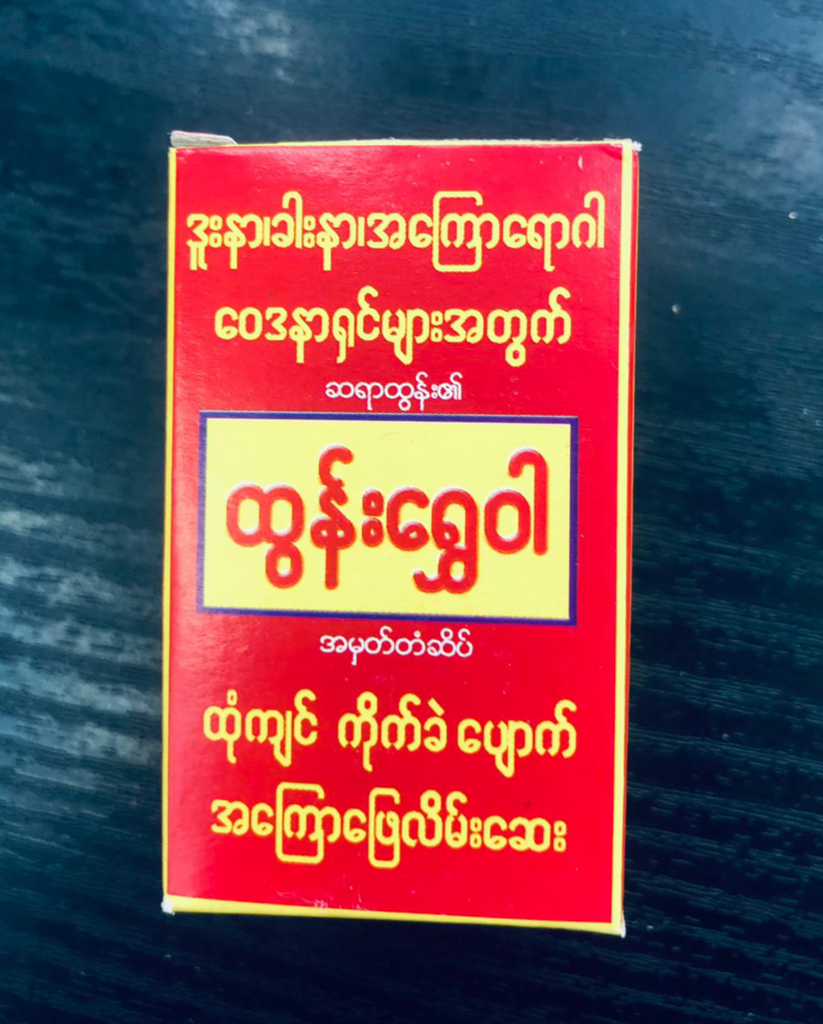 ဒူးနာ၊ခါးနာ၊အကြောရောဂါ
ဝေဒနာရှင်များအတွက်
ဆရာထွန်း၏
ထွန်းရွှေဝါ
အမှတ်တံဆိပ်
ထုံကျင် ကိုက်ခဲ ပျောက်
အကြောဖြေလိမ်းဆေး